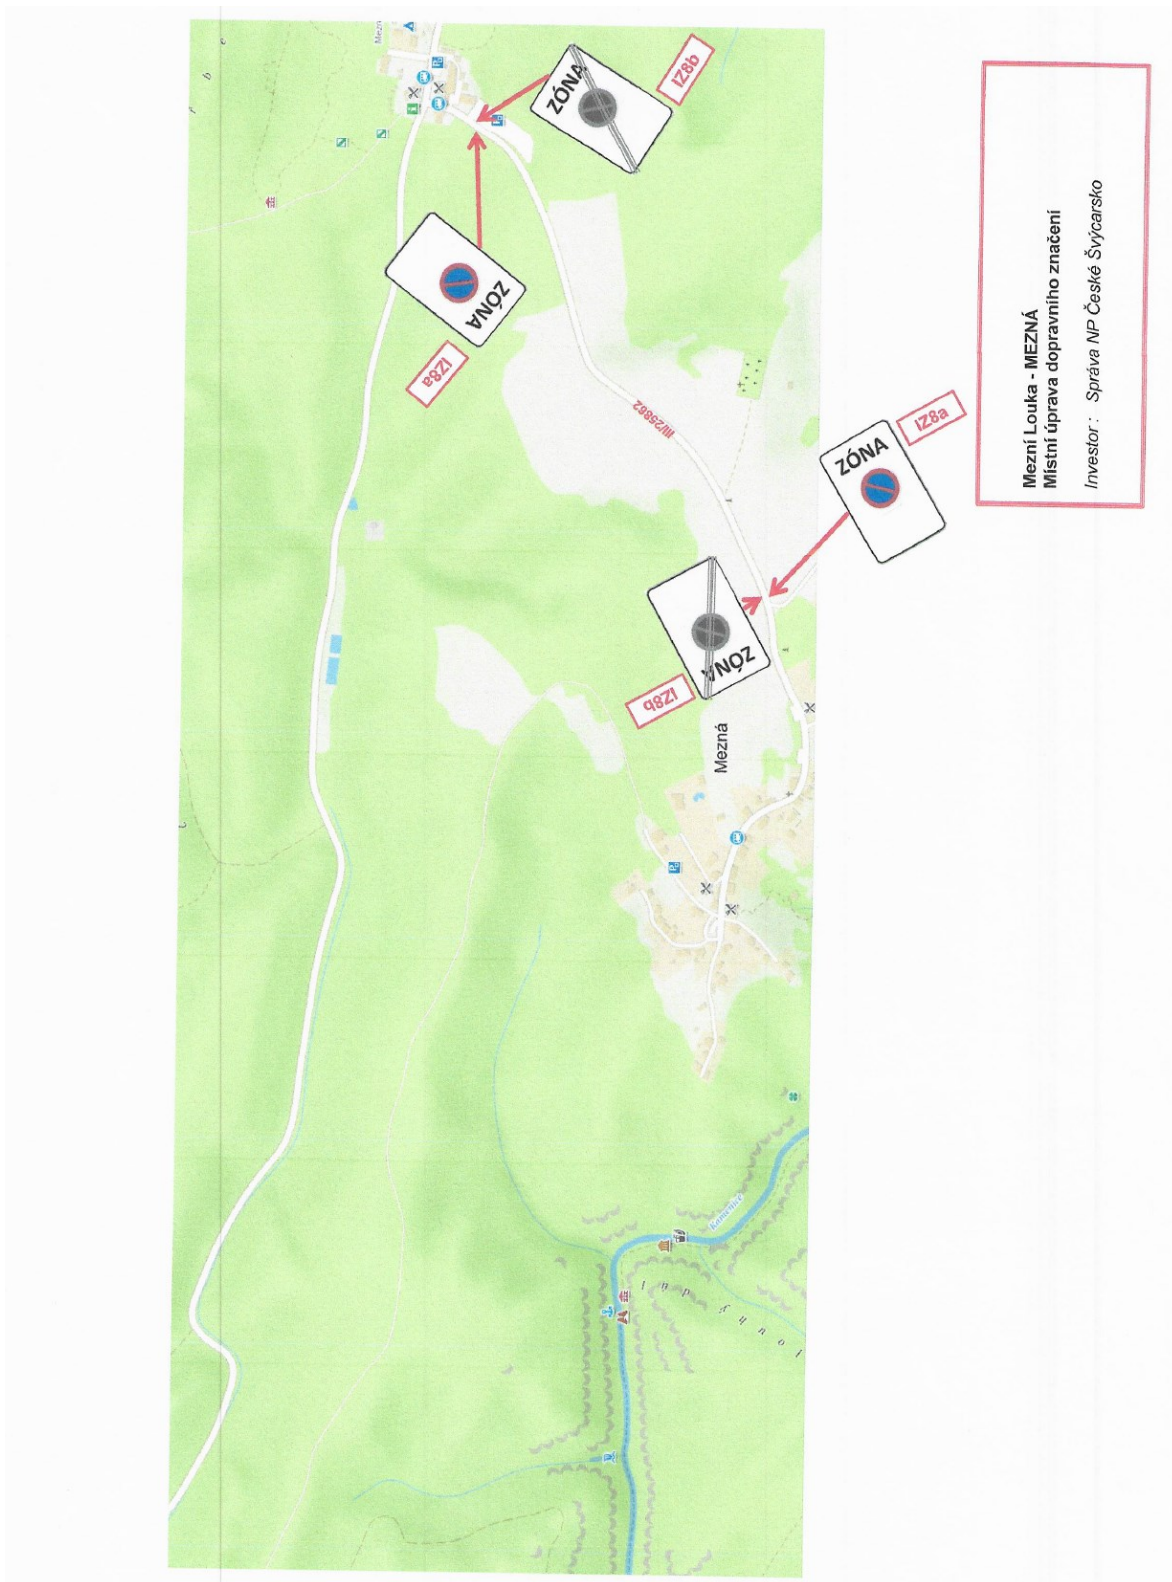 Mezní Louka - MEZNÁ
Místní úprava dopravního značení
Investor : Správa NP České Švýcarsko
ZÓNA
IZ8b
ZÓNA
IZ8a
III/25862
ZÓNA
IZ8a
ZÓNA
IZ8b
Mezná
Kamenice